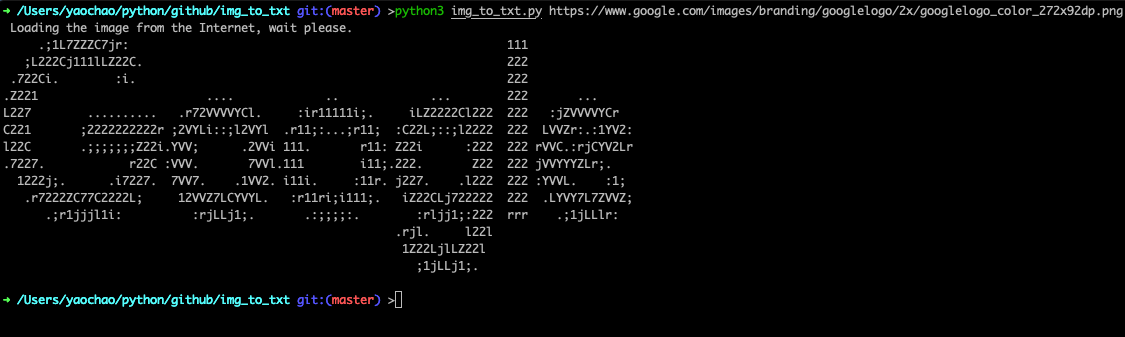 ➜ /Users/yaochao/python/github/img_to_txt git:(master) >python3 img_to_txt.py https://www.google.com/images/branding/googlelogo/2x/googlelogo_color_272x92dp.png
 Loading the image from the Internet, wait please.
     .;1L7ZZZC7jr:                                                     111
   ;L222Cj111lLZ22C.                                                   222
 .722Ci.        :i.                                                    222
.Z221                        ....             ..             ...        222       ...
L227        ..........   .r72VVVVYCl.     :ir11111i;.     iLZ2222Cl222  222   :jZVVVVYCr
C221       ;2222222222r ;2VYLi::;l2VYl  .r11;:...;r11;  :C22L;::;l2222  222  LVVZr:.:1YV2:
l22C       .;;;;;;;Z22i.YVV;      .2VVi 111.       r11: Z22i      :222  222 rVVC.:rjCYV2Lr
.7227.            r22C :VVV.       7VVl.111        i11;.222.       Z22  222 jVVYYYZLr;.
  1222j;.      .i7227.  7VV7.    .1VV2. i11i.     :11r. j227.    .l222  222 :YVVL.    :1;
   .r7222ZC77C2222L;     12VVZ7LCYVYL.   :r11ri;i111;.   iZ22CLj722222  222  .LYVY7L7ZVVZ;
      .;r1jjjl1i:          :rjLLj1;.       .:;;;;:.        :rljj1;:222  rrr    .;1jLLlr:
                                                        .rjl.     l22l
                                                         1Z22LjlLZ22l
                                                           ;1jLLj1;.
➜ /Users/yaochao/python/github/img_to_txt git:(master) >